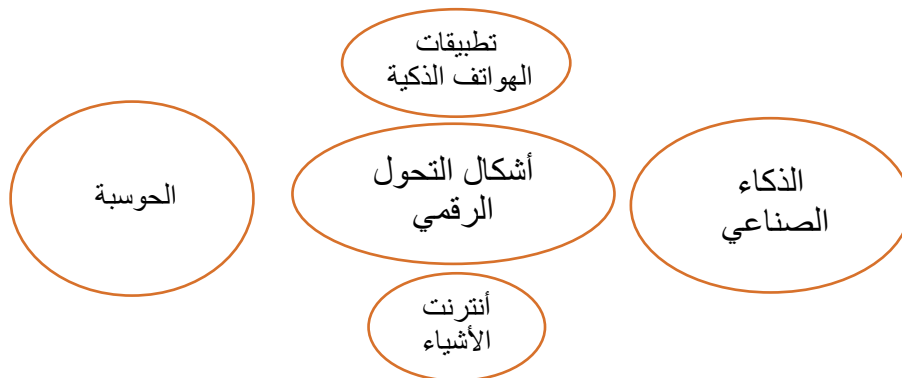 تطبيقات
الهواتف الذكية
أشكال التحول
الرقمي
الذكاء
الصناعي
الحوسبة
أنترنت
الأشياء